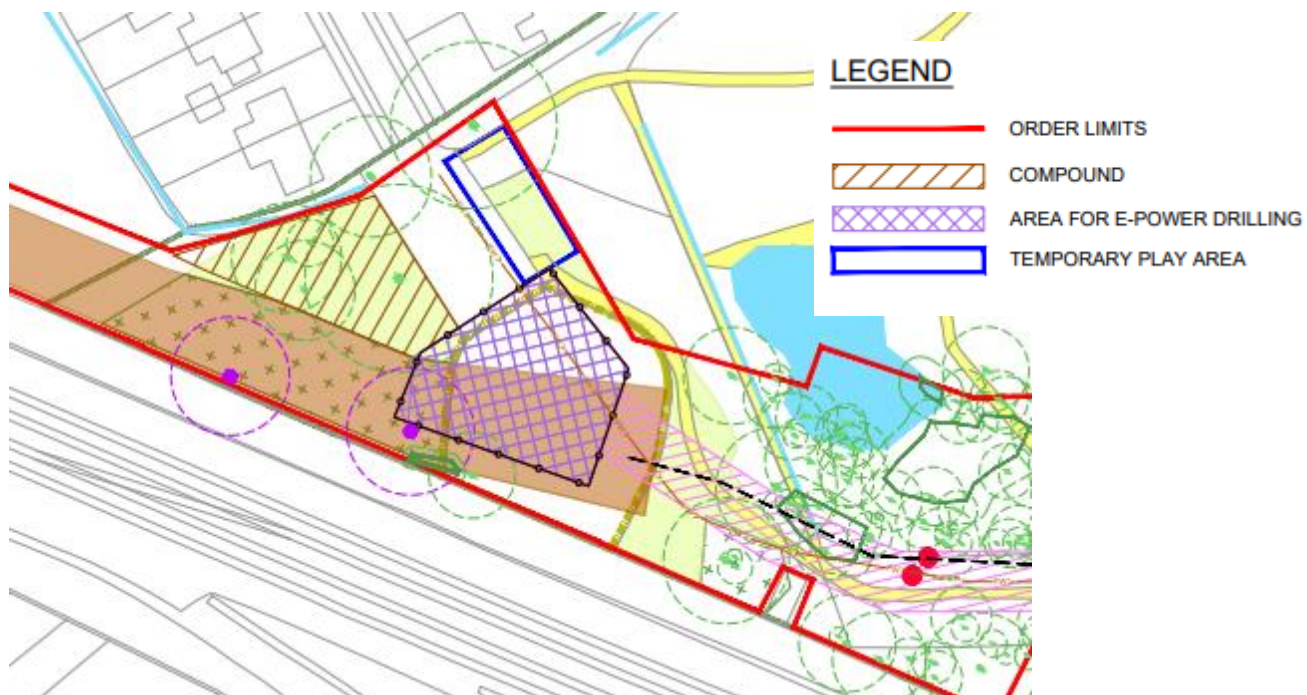 LEGEND
ORDER LIMITS
COMPOUND
AREA FOR E-POWER DRILLING
TEMPORARY PLAY AREA